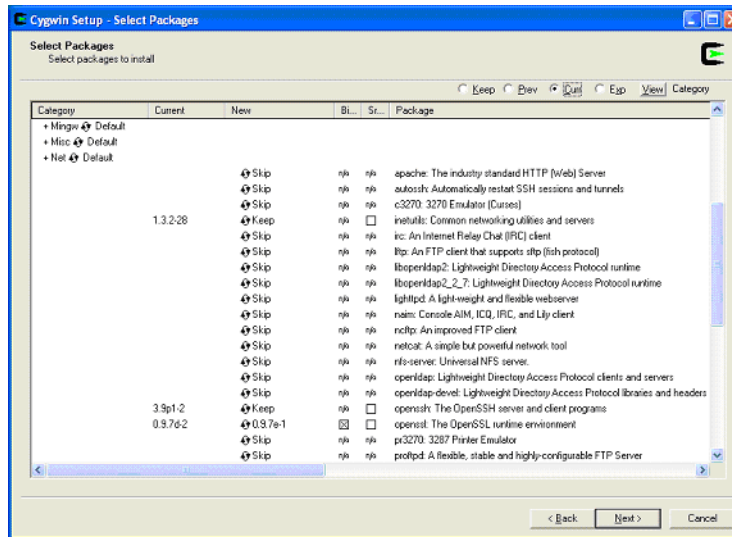 Cygwin Setup - Select Packages
Select Packages
Select packages to install
Keep Prev Curr Exp View Category
Category Current New Bi... Sr... Package
+ Mingw Default
+ Misc Default
+ Net Default
Skip n/a n/a apache: The industry standard HTTP (Web) Server
Skip n/a n/a autossh: Automatically restart SSH sessions and tunnels
Skip n/a n/a c3270: 3270 Emulator (Curses)
1.3.2-28 Keep n/a inetutils: Common networking utilities and servers
Skip n/a n/a irc: An Internet Relay Chat (IRC) client
Skip n/a n/a lftp: An FTP client that supports sftp (fish protocol)
Skip n/a n/a libopenldap2: Lightweight Directory Access Protocol runtime
Skip n/a n/a libopenldap2_2_7: Lightweight Directory Access Protocol runtime
Skip n/a n/a lighttpd: A light-weight and flexible webserver
Skip n/a n/a naim: Console AIM, ICQ, IRC, and Lily client
Skip n/a n/a ncftp: An improved FTP client
Skip n/a n/a netcat: A simple but powerful network tool
Skip n/a n/a nfs-server: Universal NFS server.
Skip n/a n/a openldap: Lightweight Directory Access Protocol clients and servers
Skip n/a n/a openldap-devel: Lightweight Directory Access Protocol libraries and headers
3.9p1-2 Keep n/a openssh: The OpenSSH server and client programs
0.9.7d-2 0.9.7e-1 openssl: The OpenSSL runtime environment
Skip n/a n/a pr3270: 3287 Printer Emulator
Skip n/a n/a proftpd: A flexible, stable and highly-configurable FTP Server
< Back Next > Cancel